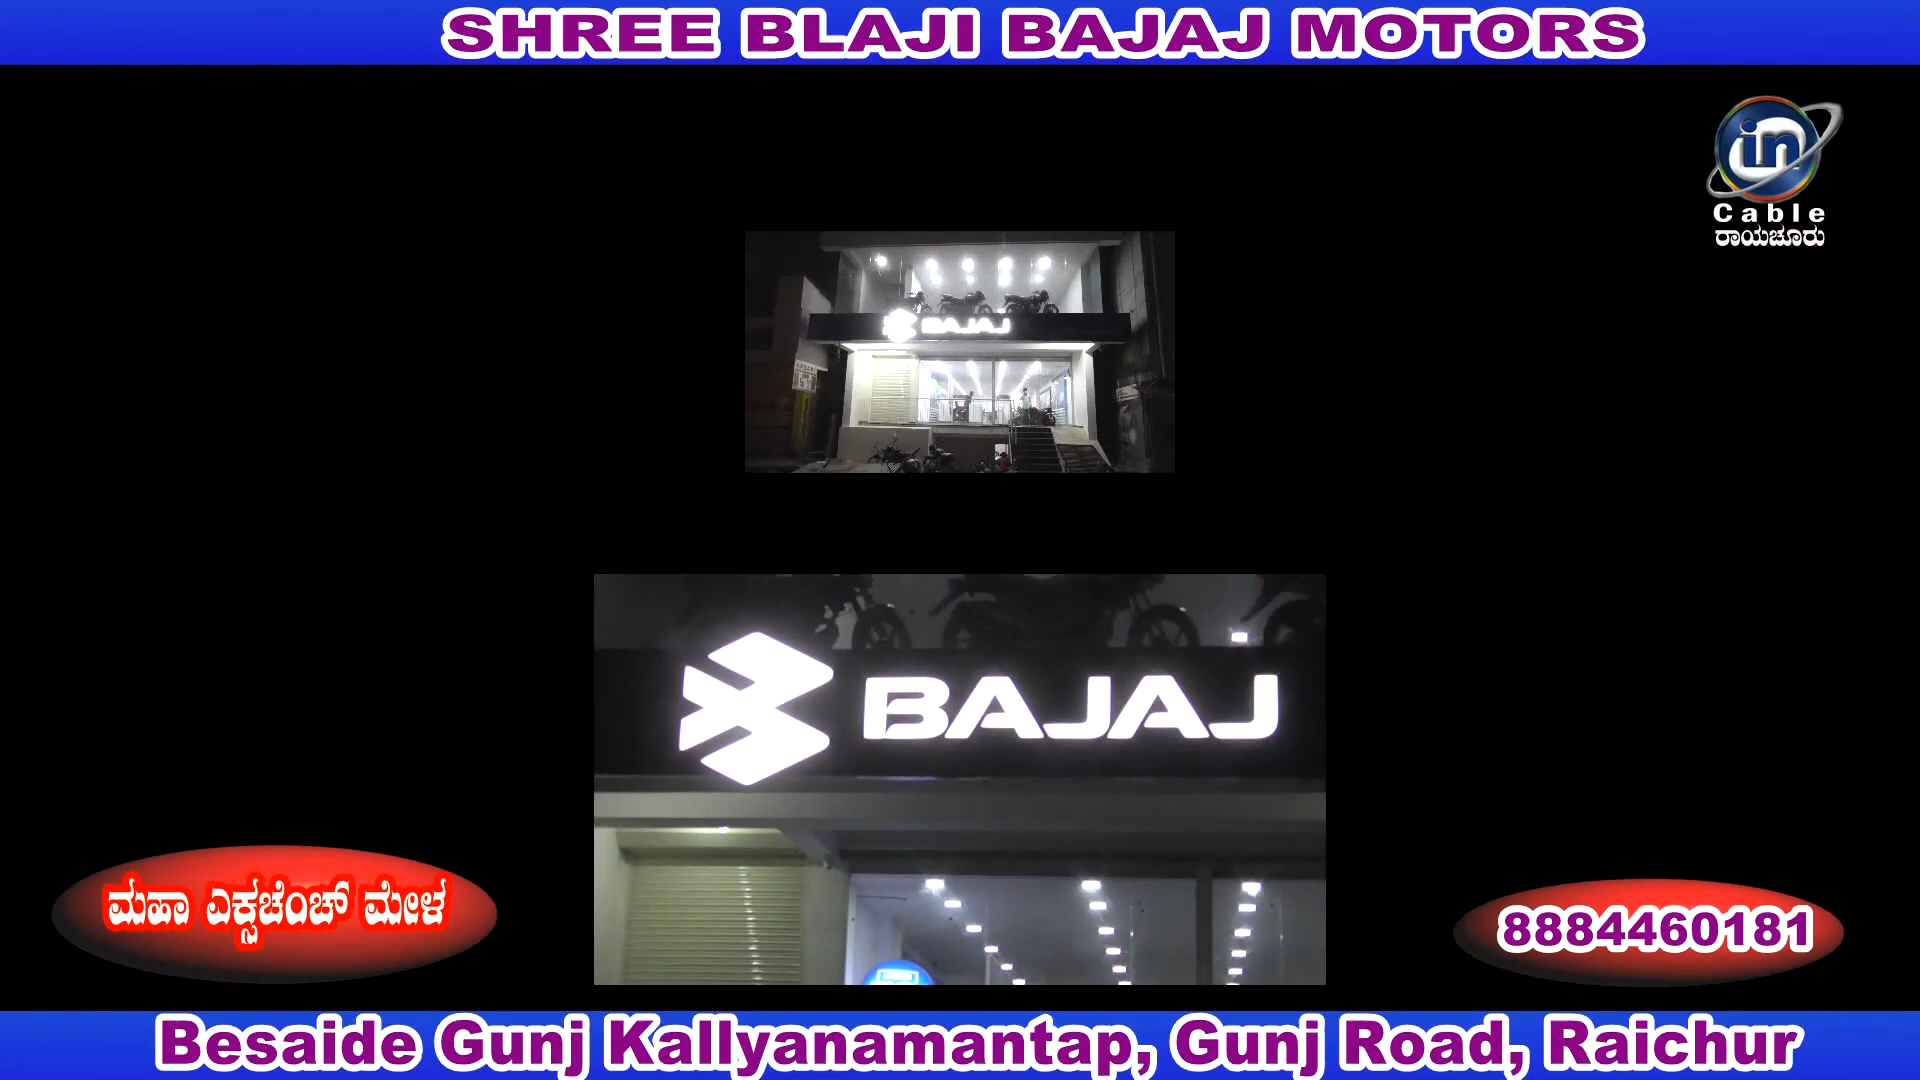 SHREE BLAJI BAJAJ MOTORS
in
Cable
ರಾಯಚೂರು
BAJAJ
BAJAJ
ಮಹಾ ಎಕ್ಸಚೆಂಚ್ ಮೇಳ
8884460181
Besaide Gunj Kallyanamantap, Gunj Road, Raichur